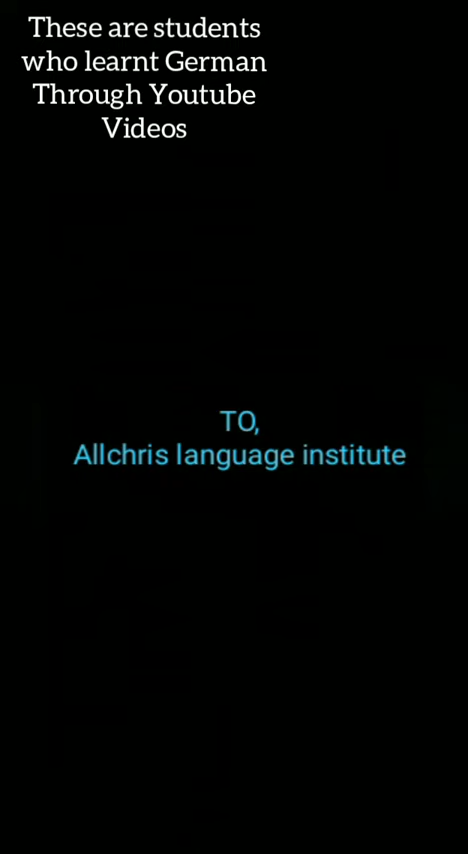 These are students
who learnt German
Through Youtube
Videos
TO,
Allchris language institute